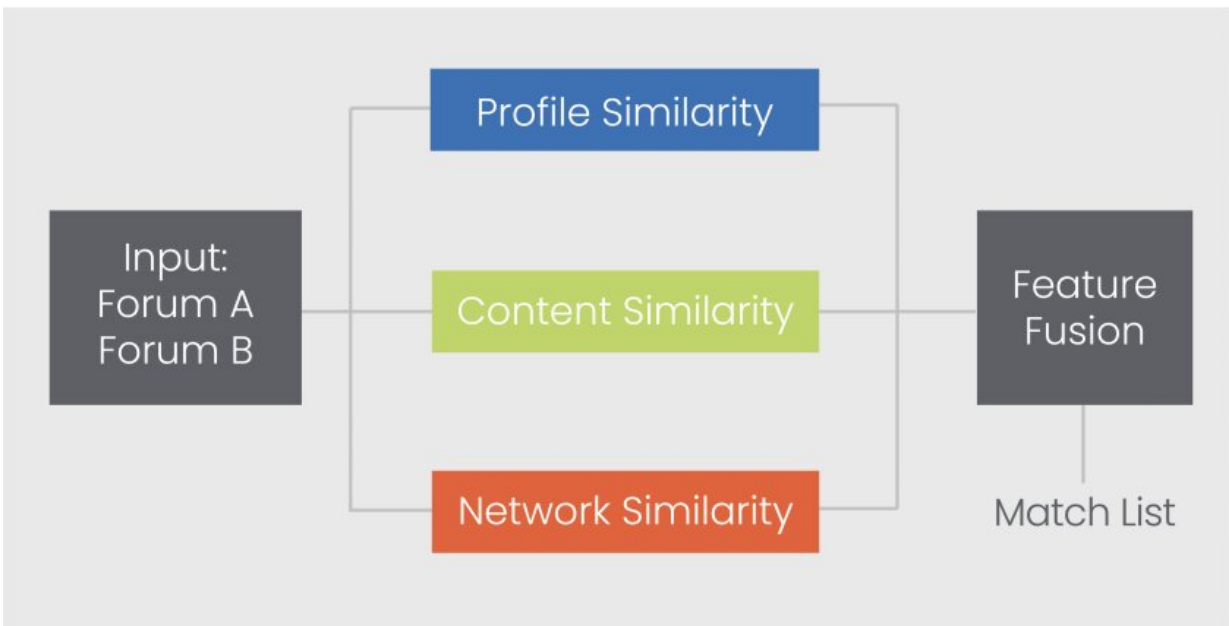 Profile Similarity
Input:
Forum A
Forum B
Content Similarity
Network Similarity
Feature
Fusion
Match List